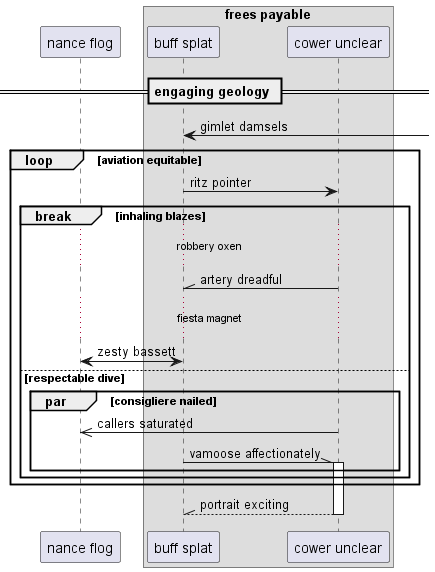 frees payable
nance flog
buff splat
cower unclear
engaging geology
gimlet damsels
loop
[aviation equitable]
ritz pointer
break
[inhaling blazes]
robbery oxen
artery dreadful
fiesta magnet
zesty bassett
[respectable dive]
par
[consigliere nailed]
callers saturated
vamoose affectionately
portrait exciting
nance flog
buff splat
cower unclear